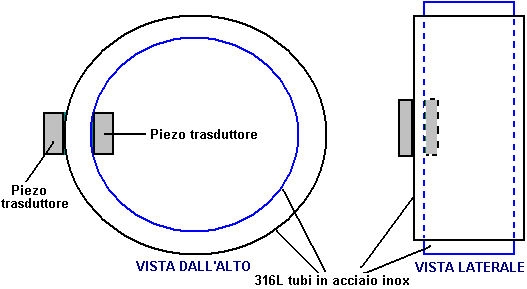 Piezo trasduttore
Piezo
trasduttore
VISTA DALL'ALTO
316L tubi in acciaio inox
VISTA LATERALE